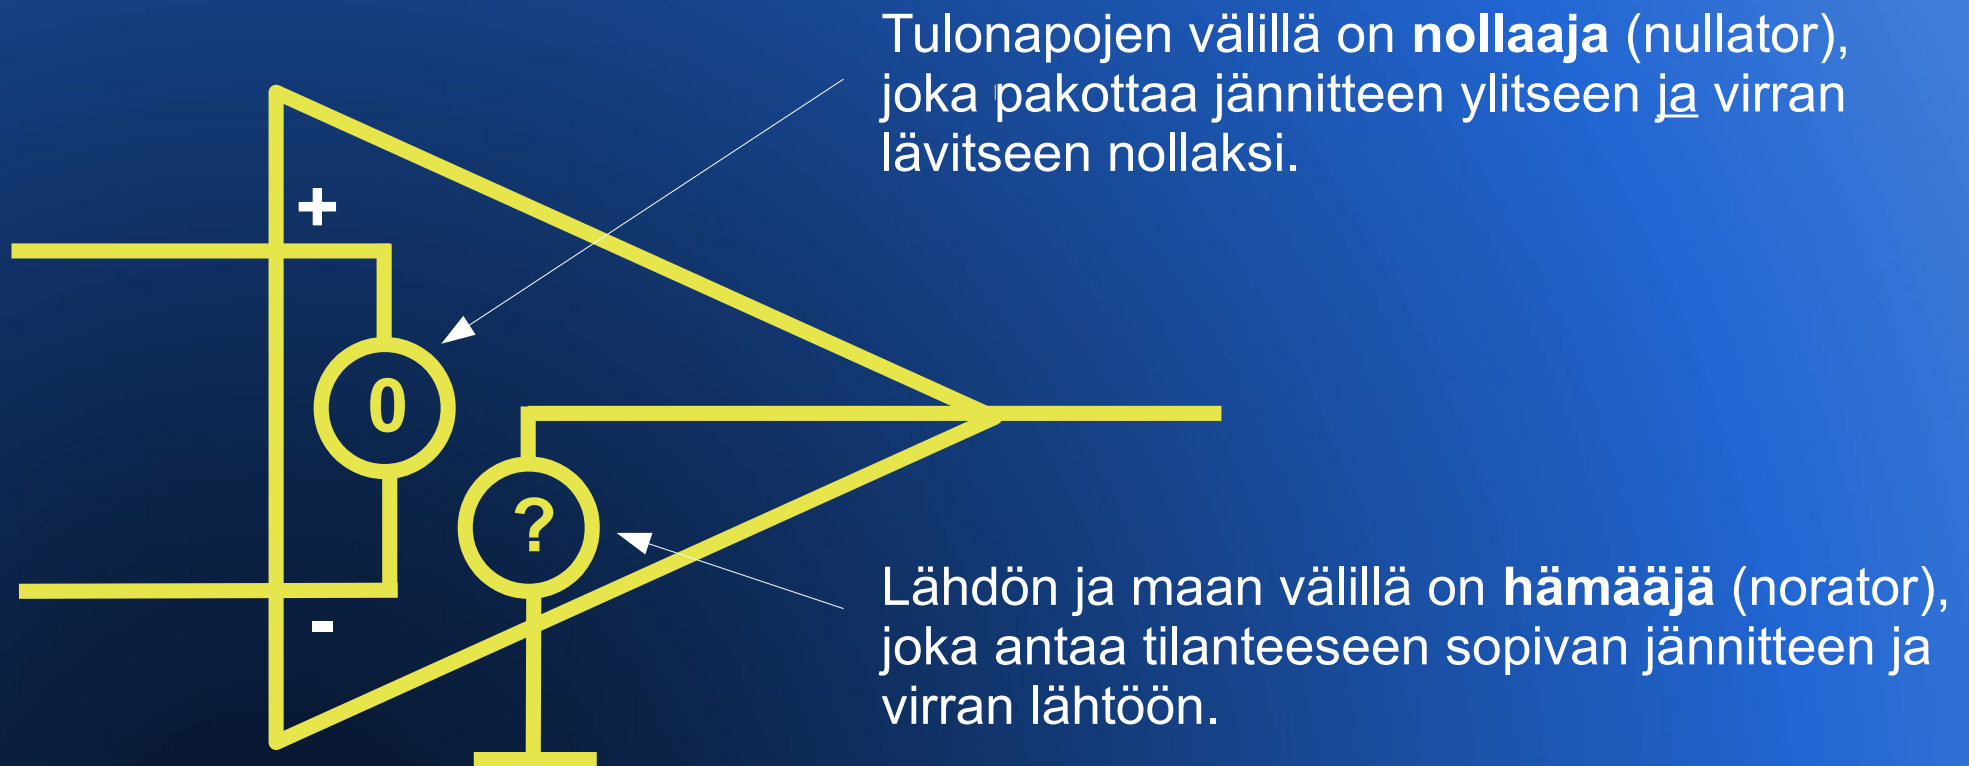 Tulonapojen välillä on nollaaja (nullator),
joka pakottaa jännitteen ylitseen ja virran
lävitseen nollaksi.
+
0
?
-
Lähdön ja maan välillä on hämääjä (norator),
joka antaa tilanteeseen sopivan jännitteen ja
virran lähtöön.